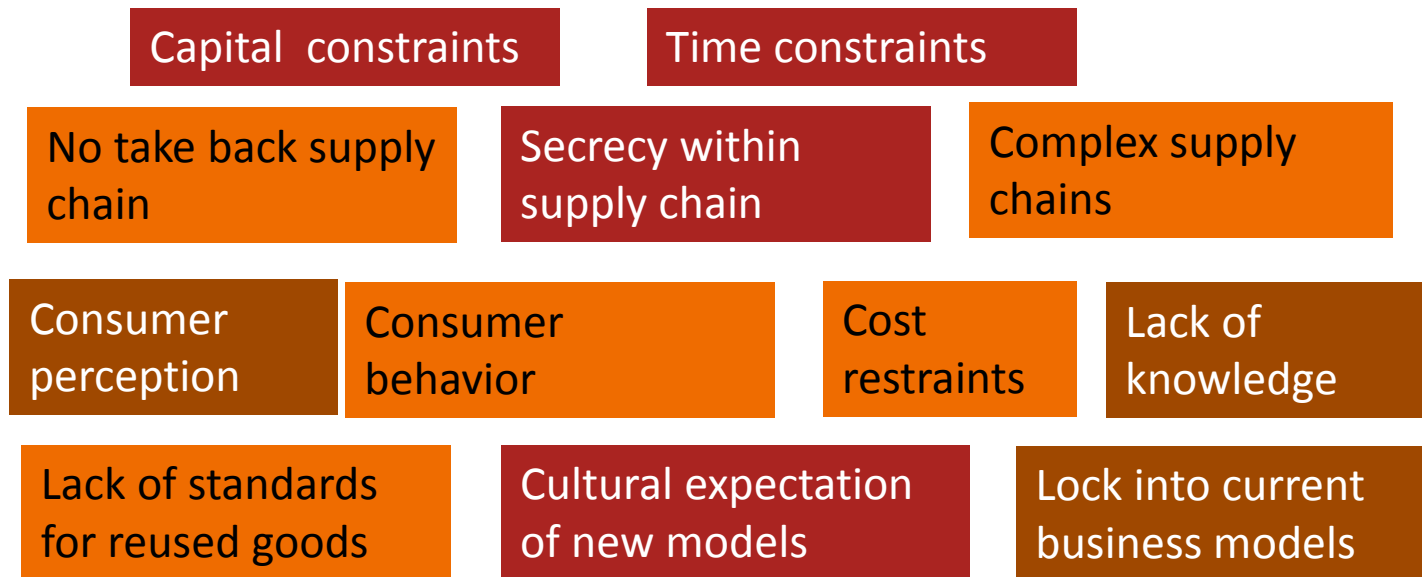 Capital  constraints
Time constraints
No take back supply
chain
Secrecy within
supply chain
Complex supply
chains
Consumer
perception
Consumer
behavior
Cost
restraints
Lack of
knowledge
Lack of standards
for reused goods
Cultural expectation
of new models
Lock into current
business models